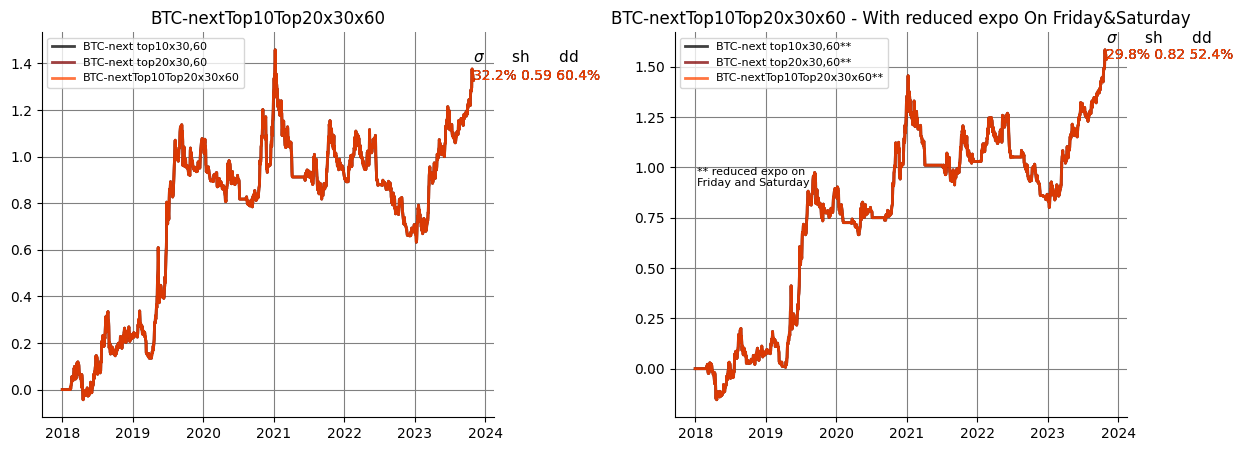 BTC-nextTop10Top20x30x60
BTC-next top10x30,60
BTC-next top20x30,60
BTC-nextTop10Top20x30x60
σ sh dd
32.2% 0.59 60.4%
1.4
1.2
1.0
0.8
0.6
0.4
0.2
0.0
2018 2019 2020 2021 2022 2023 2024
BTC-nextTop10Top20x30x60 - With reduced expo On Friday&Saturday
BTC-next top10x30,60**
BTC-next top20x30,60**
BTC-nextTop10Top20x30x60**
σ sh dd
29.8% 0.82 52.4%
** reduced expo on
Friday and Saturday
1.50
1.25
1.00
0.75
0.50
0.25
0.00
2018 2019 2020 2021 2022 2023 2024